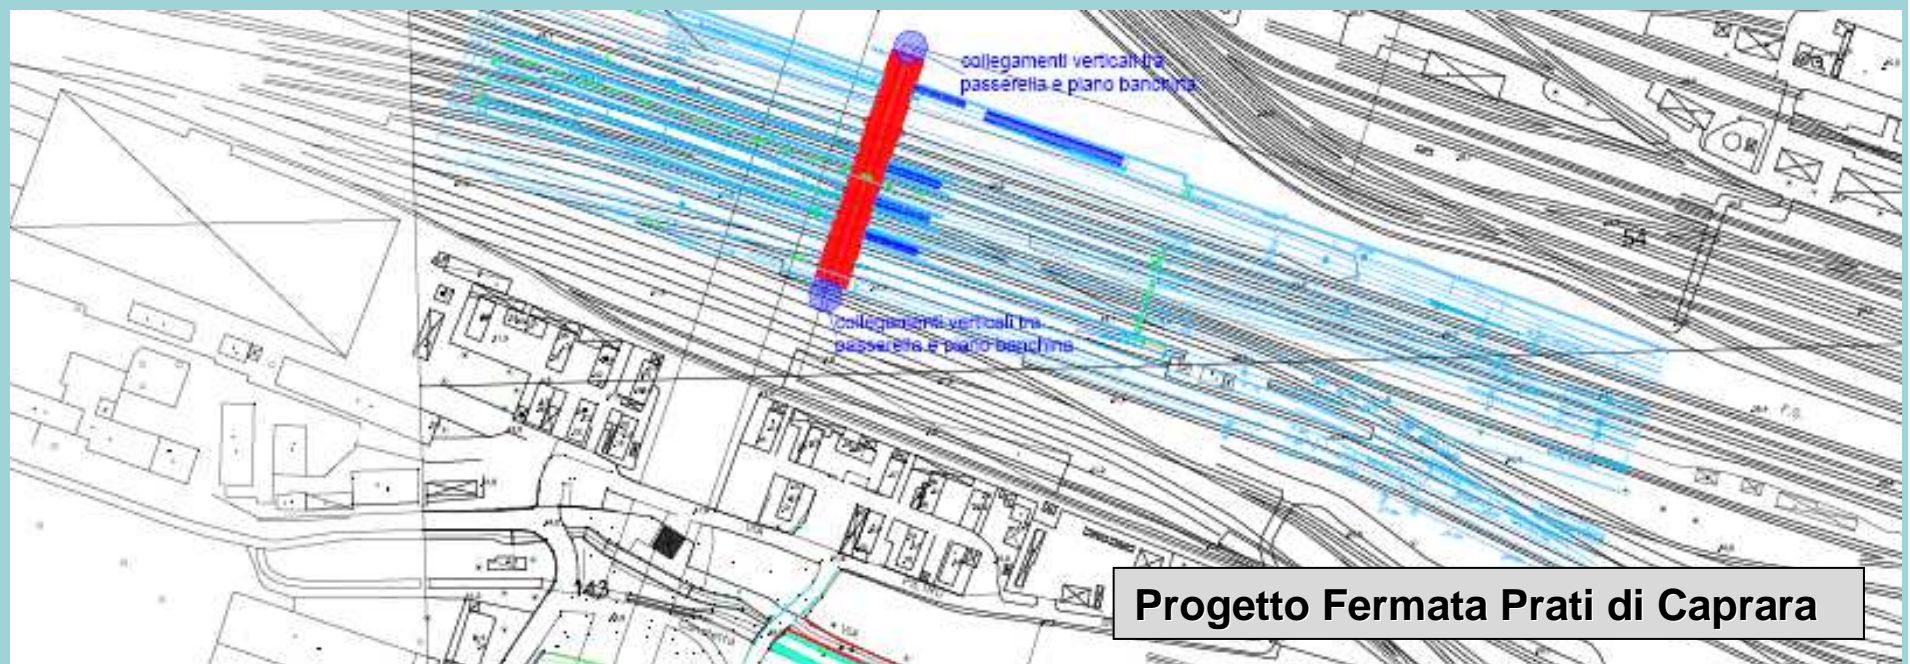 collegamenti verticali tra
passerella e piano banchina
54
collegamenti verticali tra
passerella e piano banchina
F.S.
143
Via
Progetto Fermata Prati di Caprara